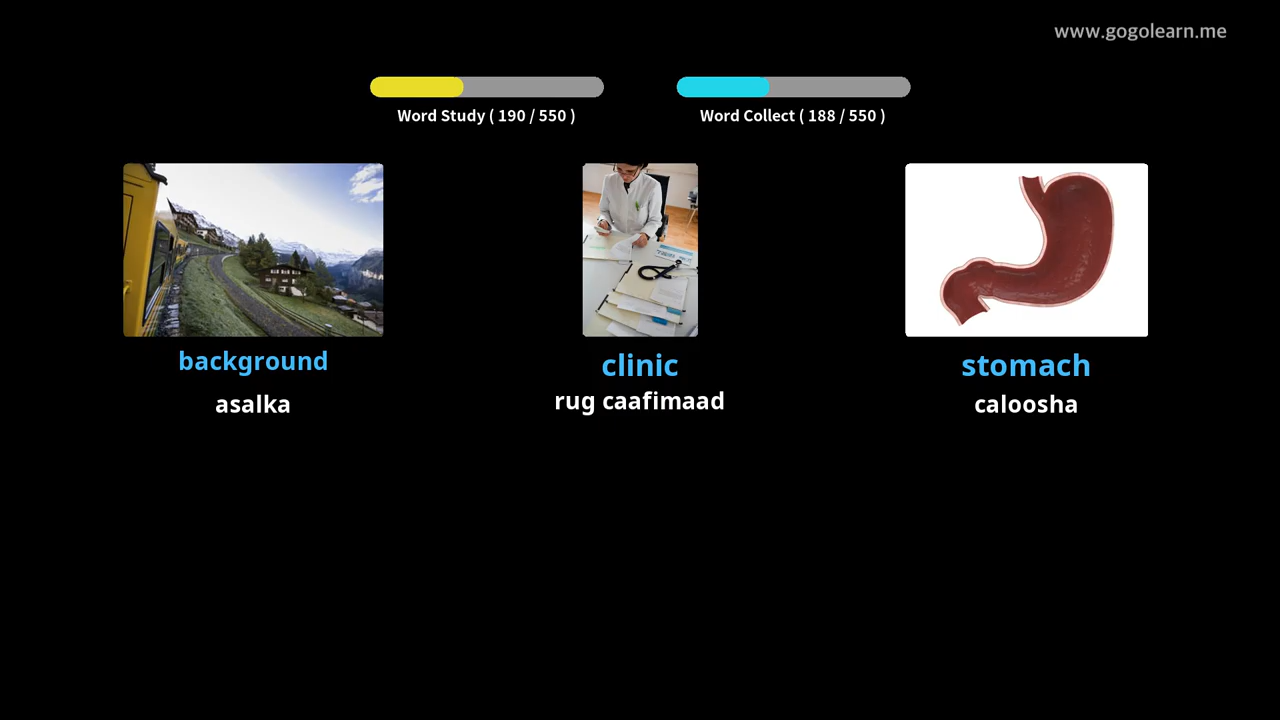 www.gogolearn.me
Word Study ( 190 / 550 )
Word Collect ( 188 / 550 )
background
clinic
stomach
asalka
rug caafimaad
caloosha